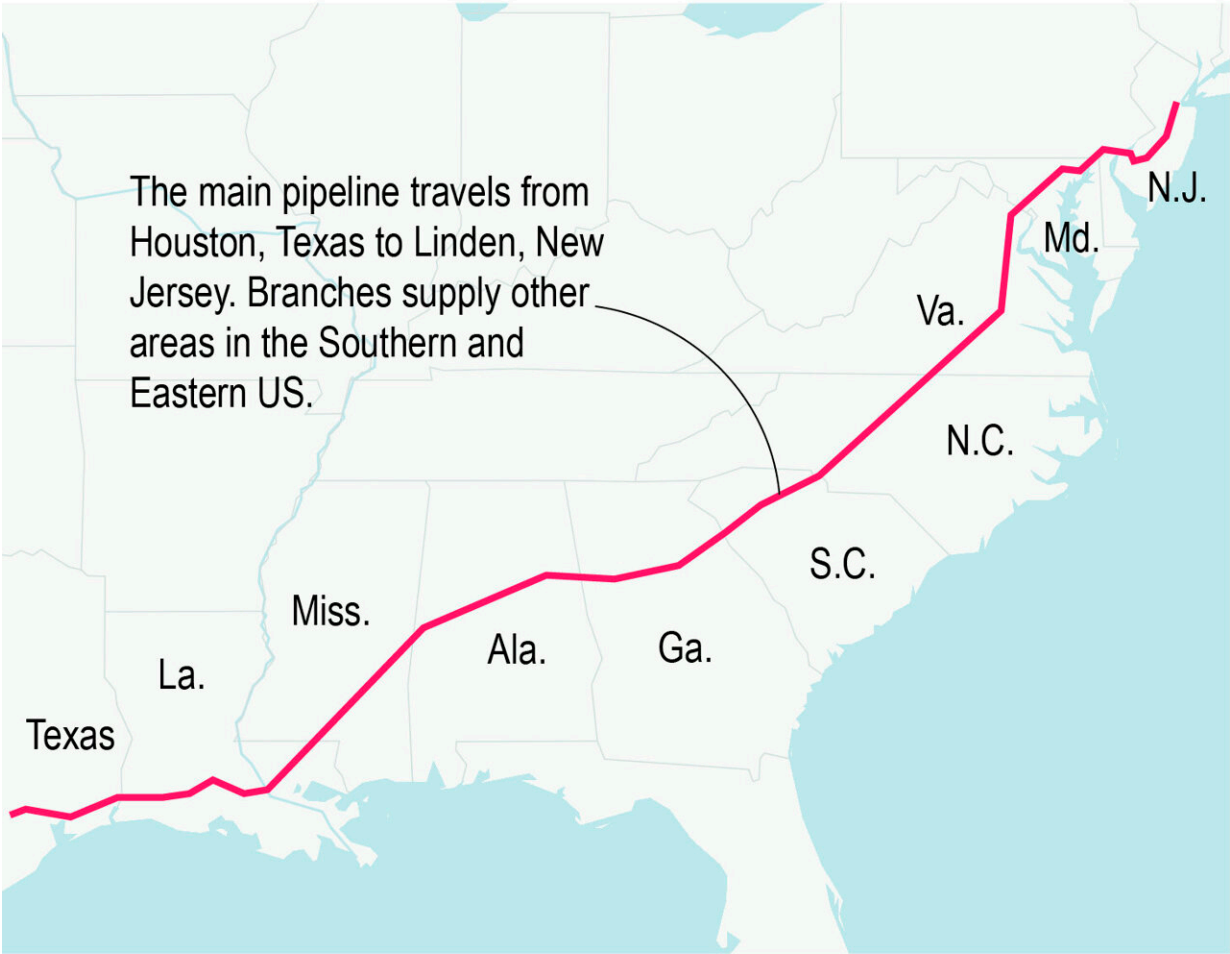 The main pipeline travels from
Houston, Texas to Linden, New
Jersey. Branches supply other
areas in the Southern and
Eastern US.
N.J.
Md.
Va.
N.C.
S.C.
Miss.
Ala.
Ga.
La.
Texas